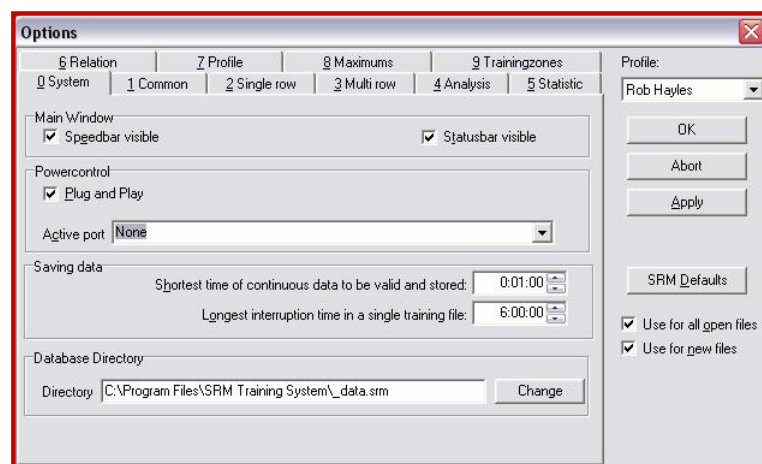 Options
6 Relation 7 Profile 8 Maximums 9 Trainingzones
0 System 1 Common 2 Single row 3 Multi row 4 Analysis 5 Statistic
Main Window
Speedbar visible Statusbar visible
Powercontrol
Plug and Play
Active port None
Saving data
Shortest time of continuous data to be valid and stored: 0:01:00
Longest interruption time in a single training file: 6:00:00
Database Directory
Directory C:\Program Files\SRM Training System\_data.srm Change
Profile:
Rob Hayles
OK
Abort
Apply
SRM Defaults
Use for all open files
Use for new files